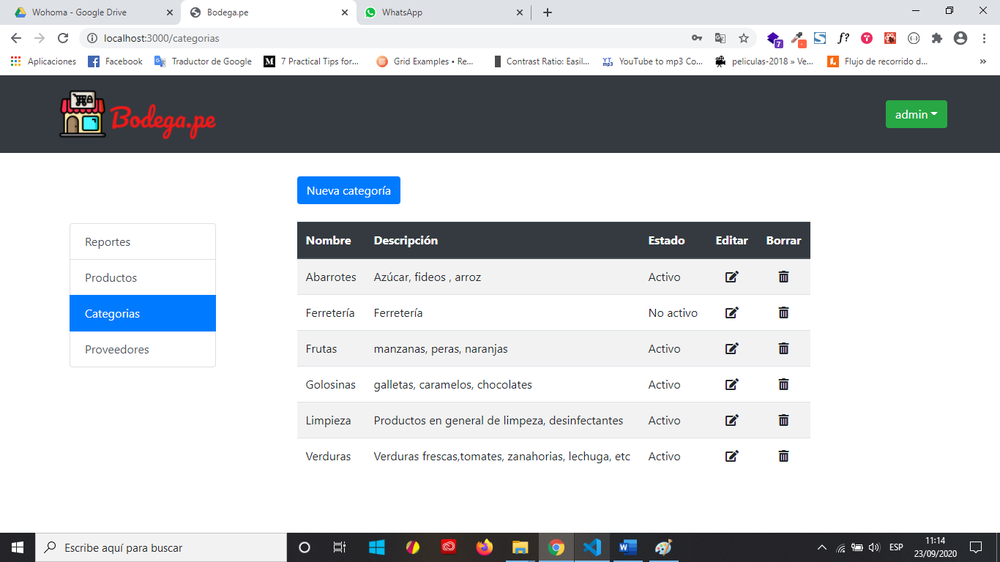 Wohoma - Google Drive
Bodega.pe
WhatsApp
localhost:3000/categorias
Aplicaciones
Facebook
Traductor de Google
7 Practical Tips for...
Grid Examples • Re...
Contrast Ratio: Easil...
YouTube to mp3 Co...
peliculas-2018 » Ve...
Flujo de recorrido d...
Bodega.pe
admin
Nueva categoría
Reportes
Productos
Categorias
Proveedores
Nombre Descripción Estado Editar Borrar
Abarrotes Azúcar, fideos , arroz Activo
Ferretería Ferretería No activo
Frutas manzanas, peras, naranjas Activo
Golosinas galletas, caramelos, chocolates Activo
Limpieza Productos en general de limpeza, desinfectantes Activo
Verduras Verduras frescas,tomates, zanahorias, lechuga, etc Activo
Escribe aquí para buscar
ESP
11:14
23/09/2020